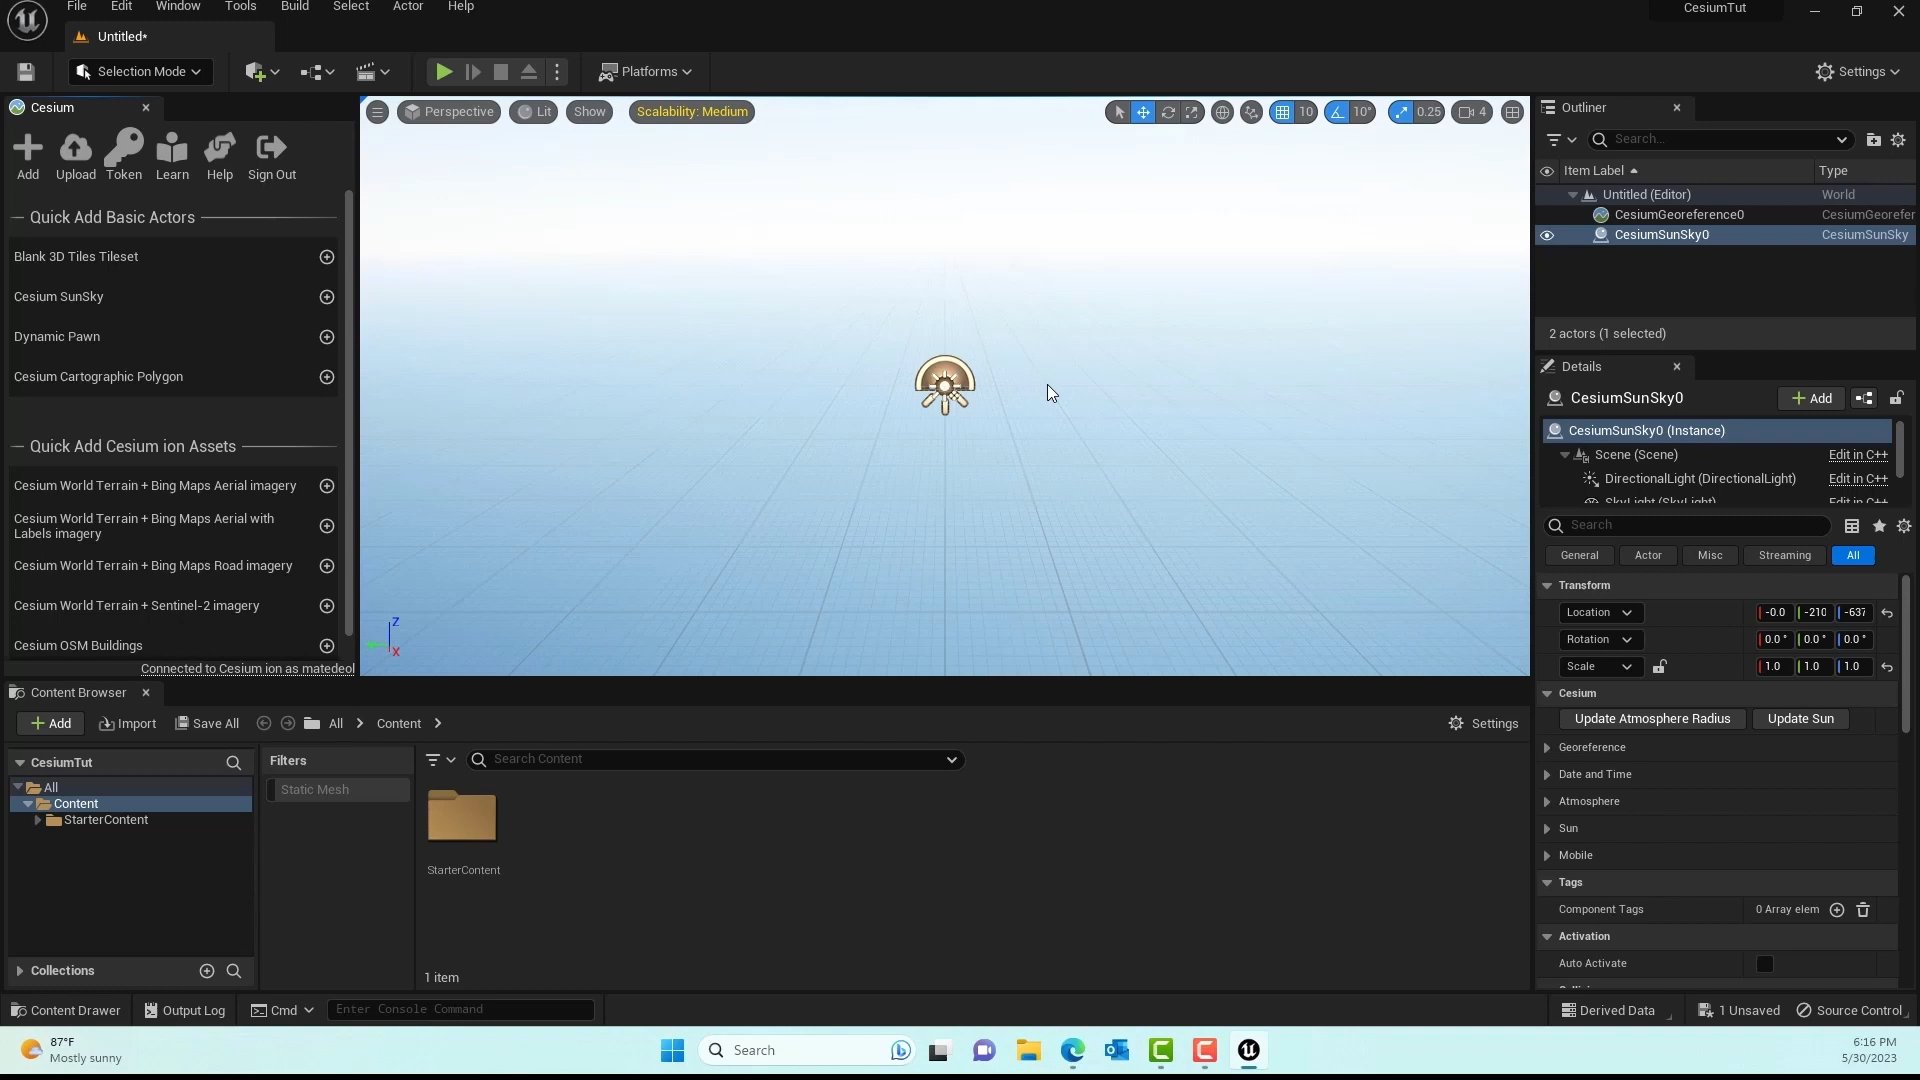 File Edit Window Tools Build Select Actor Help
CesiumTut
Untitled*
Selection Mode
Platforms
Settings
Cesium
Add Upload Token Learn Help Sign Out
Quick Add Basic Actors
Blank 3D Tiles Tileset
Cesium SunSky
Dynamic Pawn
Cesium Cartographic Polygon
Quick Add Cesium ion Assets
Cesium World Terrain + Bing Maps Aerial imagery
Cesium World Terrain + Bing Maps Aerial with
Labels imagery
Cesium World Terrain + Bing Maps Road imagery
Cesium World Terrain + Sentinel-2 imagery
Cesium OSM Buildings
Connected to Cesium ion as matedeol
Perspective Lit Show Scalability: Medium 10 10° 0.25 4
Z
X
Outliner
Search...
Item Label Type
Untitled (Editor) World
CesiumGeoreference0 CesiumGeorefer
CesiumSunSky0 CesiumSunSky
2 actors (1 selected)
Details
CesiumSunSky0 Add
CesiumSunSky0 (Instance)
Scene (Scene) Edit in C++
DirectionalLight (DirectionalLight) Edit in C++
SkyLight (SkyLight) Edit in C++
Search
General Actor Misc Streaming All
Transform
Location -0.0 -210 -637
Rotation 0.0° 0.0° 0.0°
Scale 1.0 1.0 1.0
Cesium
Update Atmosphere Radius Update Sun
Georeference
Date and Time
Atmosphere
Sun
Mobile
Tags
Component Tags 0 Array elem
Activation
Auto Activate
Content Browser
Add Import Save All All Content
Settings
CesiumTut
All
Content
StarterContent
Collections
Filters
Static Mesh
Search Content
StarterContent
1 item
Content Drawer Output Log Cmd Enter Console Command
Derived Data 1 Unsaved Source Control
87°F
Mostly sunny
Search
6:16 PM
5/30/2023